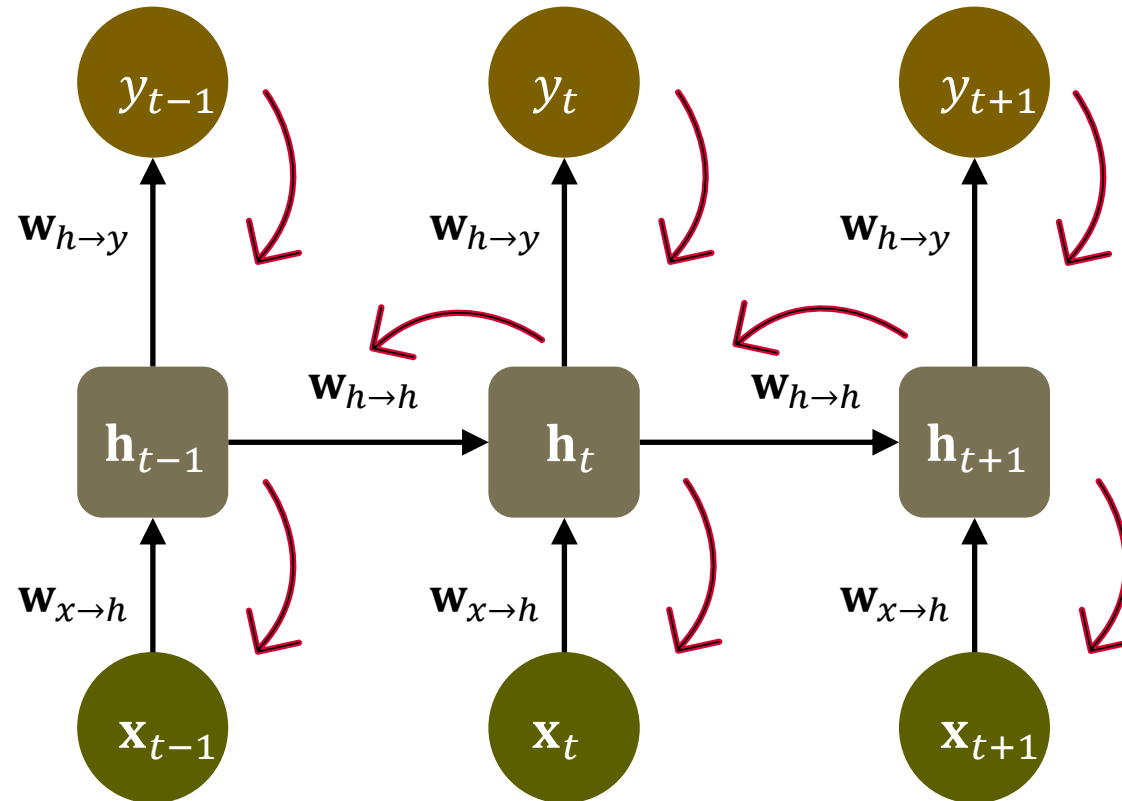 y_{t−1} y_t y_{t+1}
w_{h→y} w_{h→y} w_{h→y}
w_{h→h} w_{h→h}
h_{t−1} h_t h_{t+1}
w_{x→h} w_{x→h} w_{x→h}
x_{t−1} x_t x_{t+1}